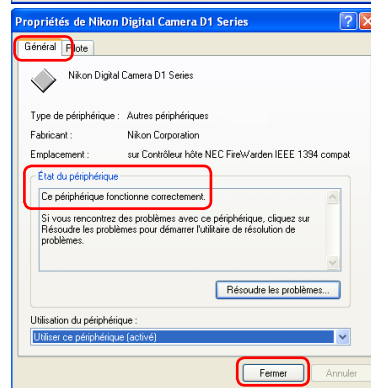 Propriétés de Nikon Digital Camera D1 Series
Général Pilote
Nikon Digital Camera D1 Series
Type de périphérique : Autres périphériques
Fabricant : Nikon Corporation
Emplacement : sur Contrôleur hôte NEC FireWarden IEEE 1394 compat
État du périphérique
Ce périphérique fonctionne correctement.
Si vous rencontrez des problèmes avec ce périphérique, cliquez sur
Résoudre les problèmes pour démarrer l'utilitaire de résolution de
problèmes.
Résoudre les problèmes...
Utilisation du périphérique :
Utiliser ce périphérique (activé)
Fermer Annuler